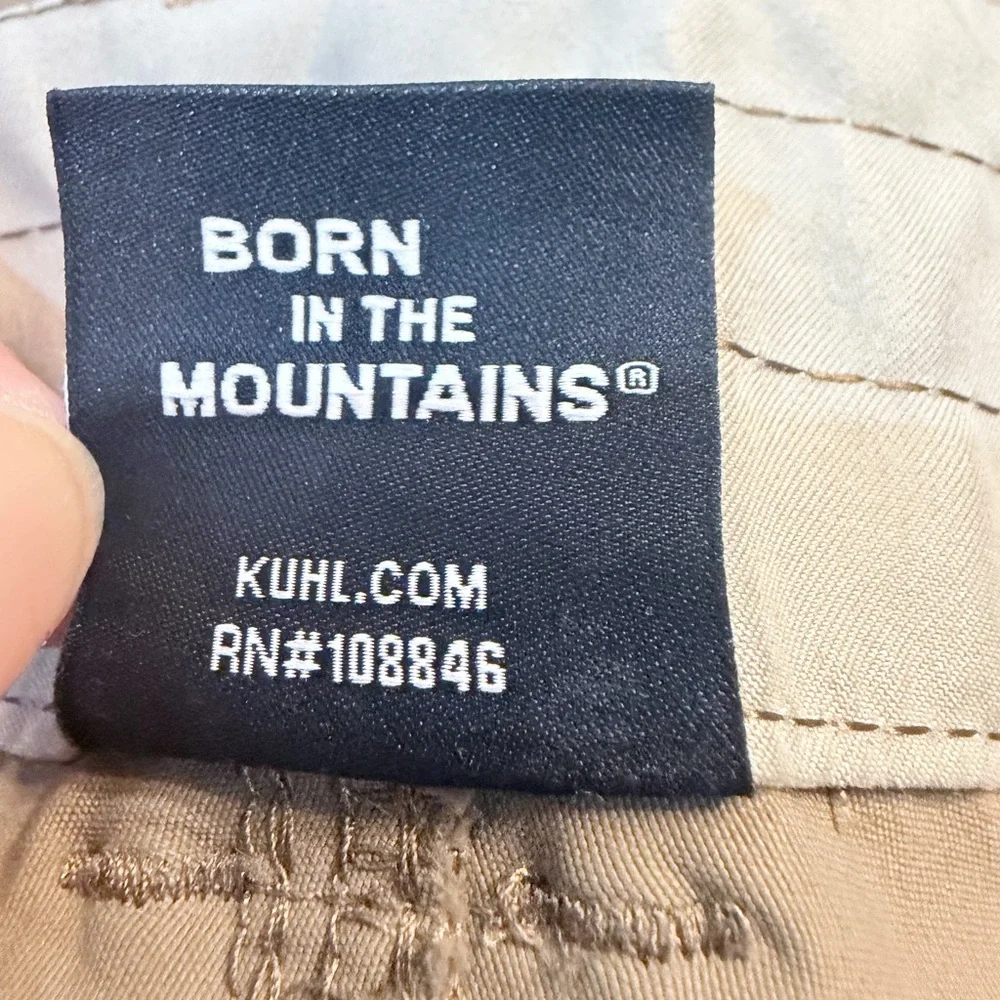 BORN
IN THE
MOUNTAINS®
KUHL.COM
RN#108846